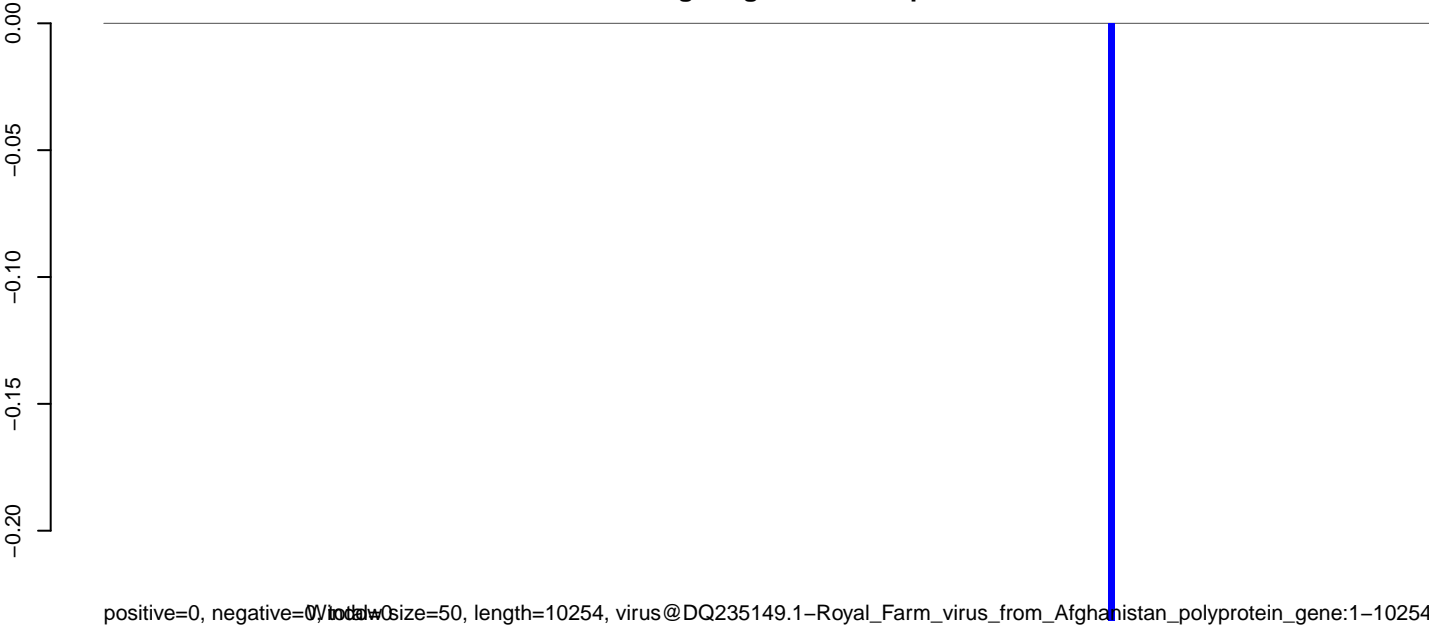 0.00
−0.05
−0.10
−0.15
−0.20
positive=0, negative=0, total=0
Window size=50, length=10254, virus@DQ235149.1−Royal_Farm_virus_from_Afghanistan_polyprotein_gene:1−10254